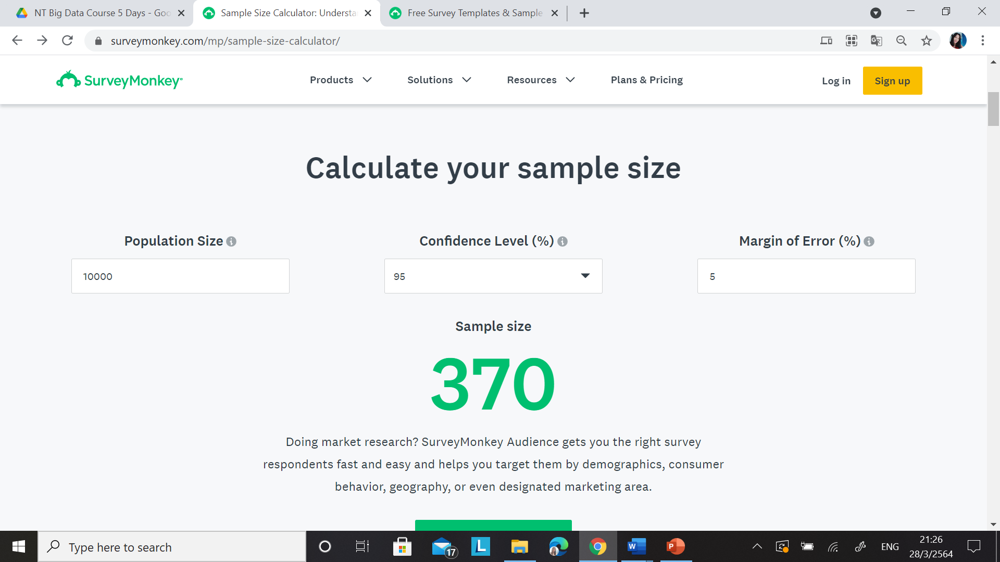 NT Big Data Course 5 Days - Goo
Sample Size Calculator: Understa
Free Survey Templates & Sample
surveymonkey.com/mp/sample-size-calculator/
SurveyMonkey
Products
Solutions
Resources
Plans & Pricing
Log in
Sign up
Calculate your sample size
Population Size
Confidence Level (%)
Margin of Error (%)
10000
95
5
Sample size
370
Doing market research? SurveyMonkey Audience gets you the right survey
respondents fast and easy and helps you target them by demographics, consumer
behavior, geography, or even designated marketing area.
Type here to search
17
L
W
P
ENG
21:26
28/3/2564